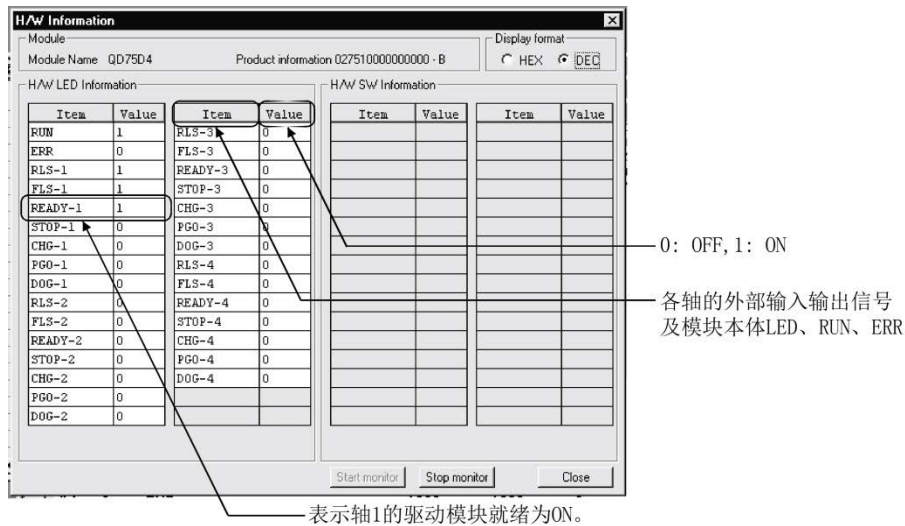 H/W Information
Module
Module Name QD75D4 Product information 027510000000000 - B
Display format
HEX DEC
H/W LED Information
H/W SW Information
Item Value Item Value Item Value Item Value
RUN 1 RLS-3 0
ERR 0 FLS-3 0
RLS-1 1 READY-3 0
FLS-1 1 STOP-3 0
READY-1 1 CHG-3 0
STOP-1 0 PGO-3 0
CHG-1 0 DOG-3 0
PGO-1 0 RLS-4 0
DOG-1 0 FLS-4 0
RLS-2 0 READY-4 0
FLS-2 0 STOP-4 0
READY-2 0 CHG-4 0
STOP-2 0 PGO-4 0
CHG-2 0 DOG-4 0
PGO-2 0
DOG-2 0
Start monitor Stop monitor Close
0: OFF,1: ON
各轴的外部输入输出信号
及模块本体LED、RUN、ERR
表示轴1的驱动模块就绪为ON。